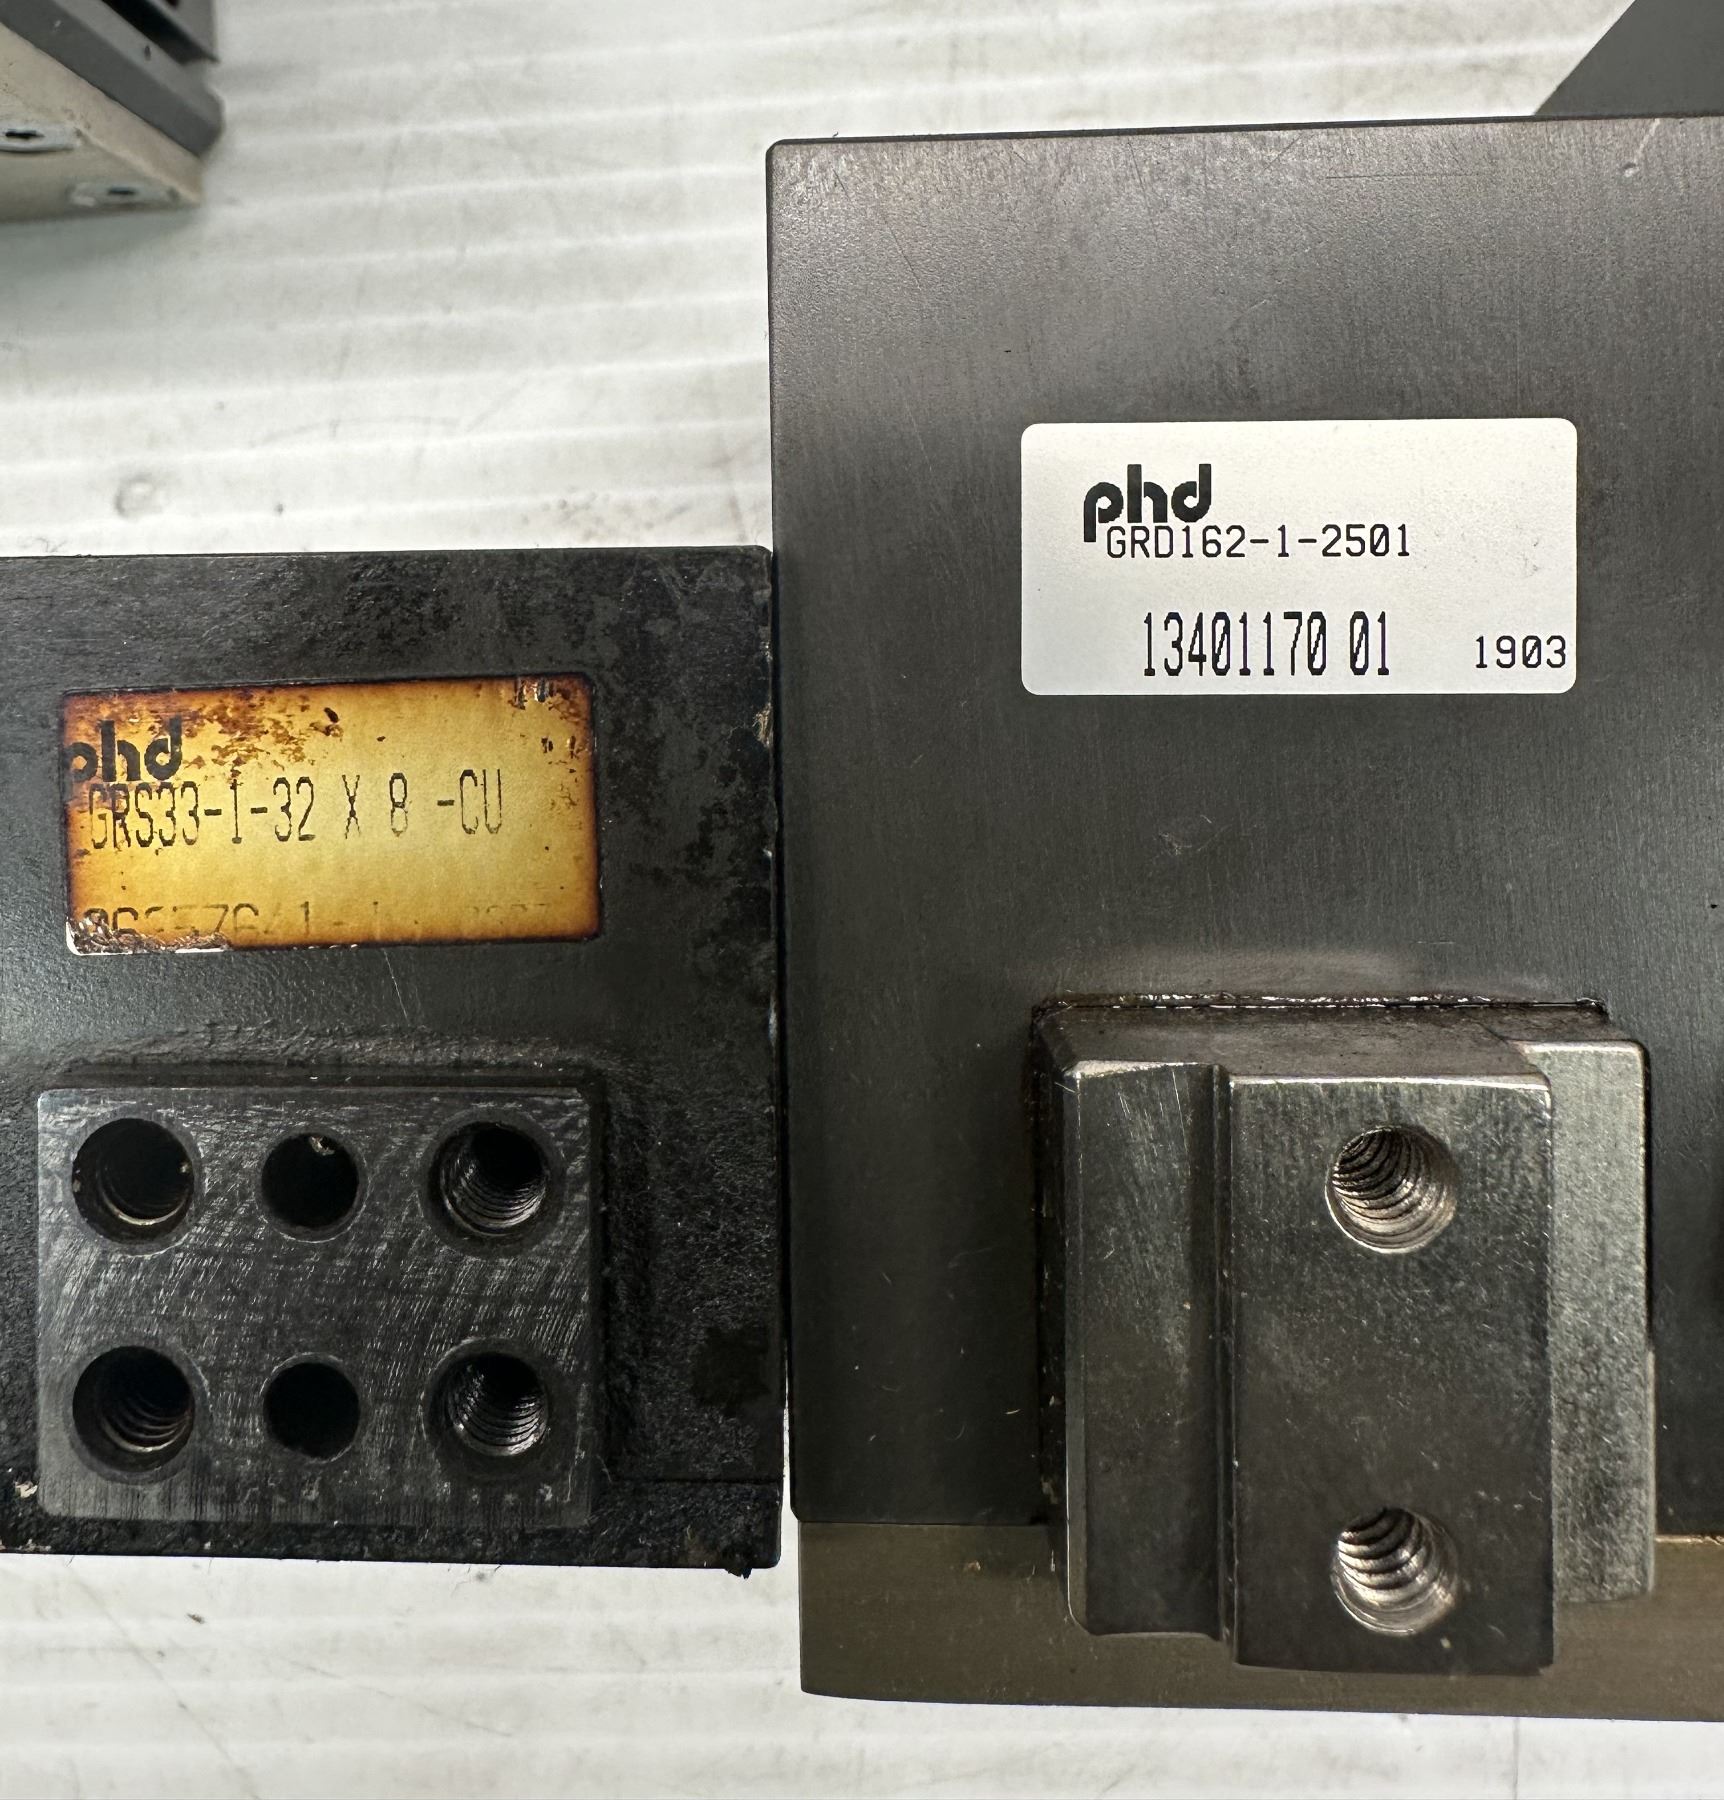 phd
GRS33-1-32 X 8 -CU
phd
GRD162-1-2501
13401170 01 1903